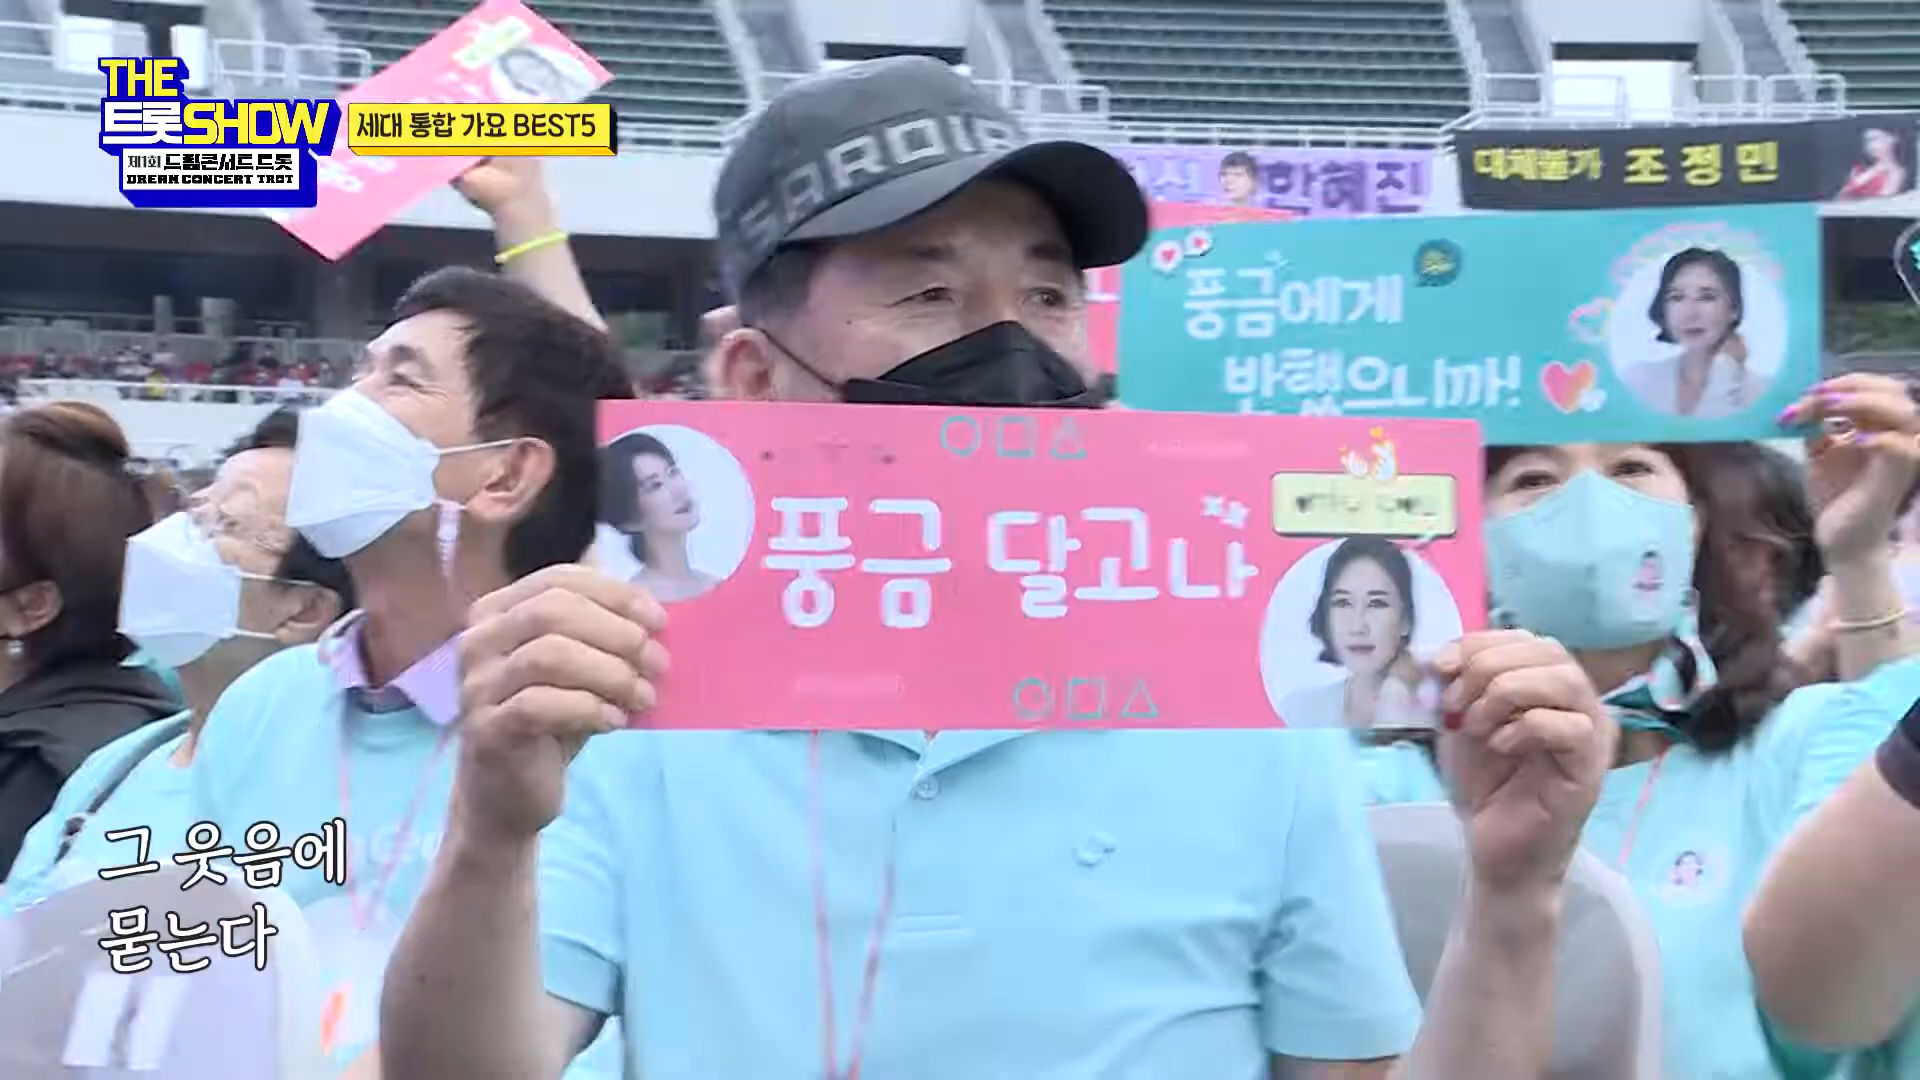 THE
트롯SHOW
제1회 드림콘서트 트롯
DREAM CONCERT TROT
세대 통합 가요 BEST5
한혜진
대체불가 조정민
풍금에게
반했으니까!
풍금 달고나
그 웃음에
묻는다